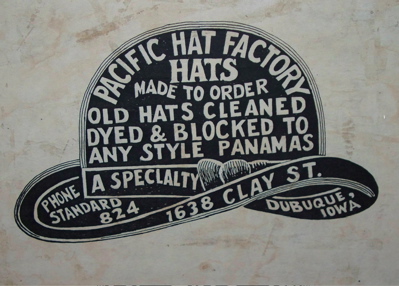 PACIFIC HAT FACTORY
HATS
MADE TO ORDER
OLD HATS CLEANED
DYED & BLOCKED TO
ANY STYLE PANAMAS
A SPECIALTY
PHONE
STANDARD
824
1638 CLAY ST.
DUBUQUE,
IOWA